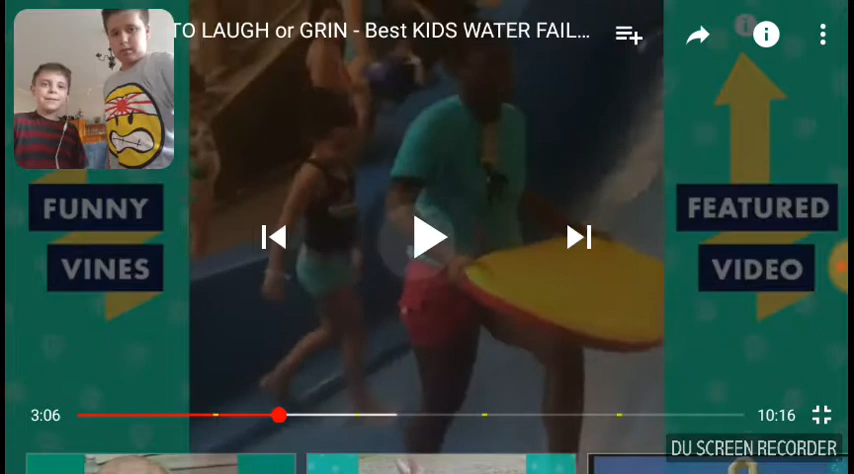 TO LAUGH or GRIN - Best KIDS WATER FAIL...
FUNNY
VINES
FEATURED
VIDEO
3:06
10:16
DU SCREEN RECORDER